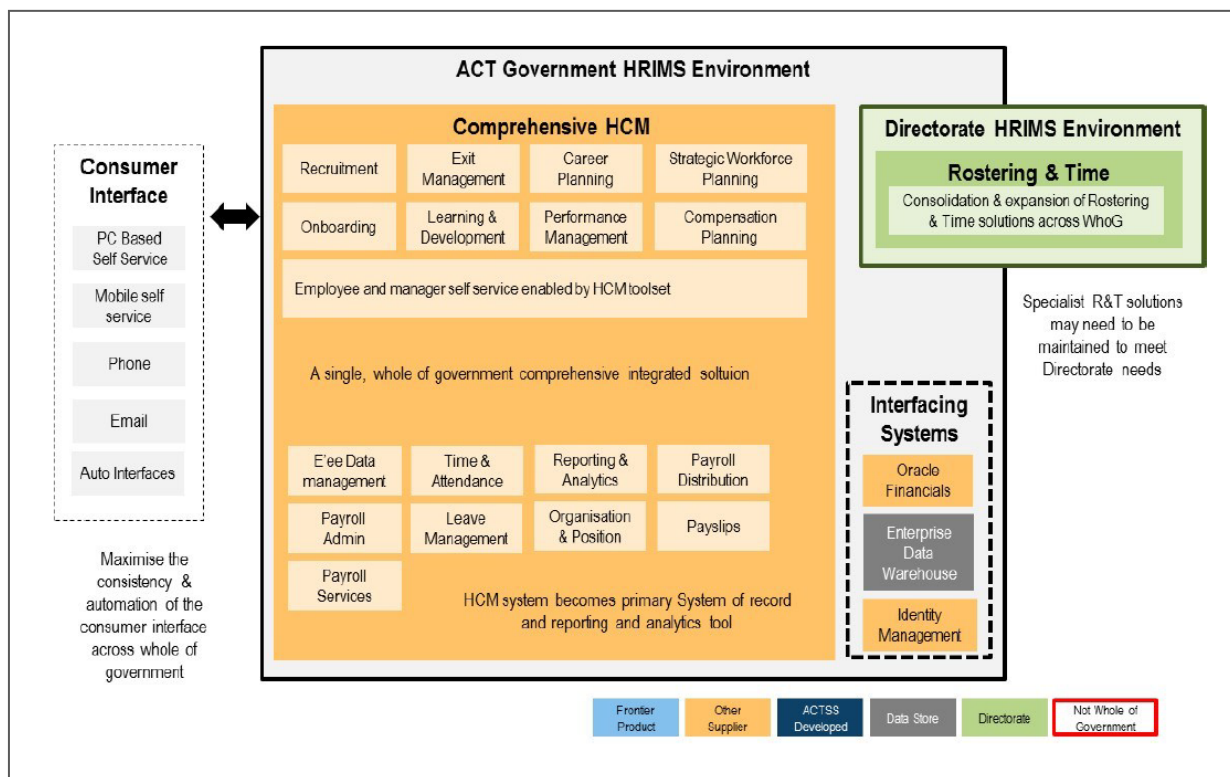 ACT Government HRIMS Environment
Consumer
Interface
PC Based
Self Service
Mobile self
service
Phone
Email
Auto Interfaces
Maximise the
consistency &
automation of the
consumer interface
across whole of
government
Comprehensive HCM
Recruitment
Exit
Management
Career
Planning
Strategic Workforce
Planning
Onboarding
Learning &
Development
Performance
Management
Compensation
Planning
Employee and manager self service enabled by HCM toolset
A single, whole of government comprehensive integrated soltuion
E'ee Data
management
Time &
Attendance
Reporting &
Analytics
Payroll
Distribution
Payroll
Admin
Leave
Management
Organisation
& Position
Payslips
Payroll
Services
HCM system becomes primary System of record
and reporting and analytics tool
Directorate HRIMS Environment
Rostering & Time
Consolidation & expansion of Rostering
& Time solutions across WhoG
Specialist R&T solutions
may need to be
maintained to meet
Directorate needs
Interfacing
Systems
Oracle
Financials
Enterprise
Data
Warehouse
Identity
Management
Frontier
Product
Other
Supplier
ACTSS
Developed
Data Store
Directorate
Not Whole of
Government